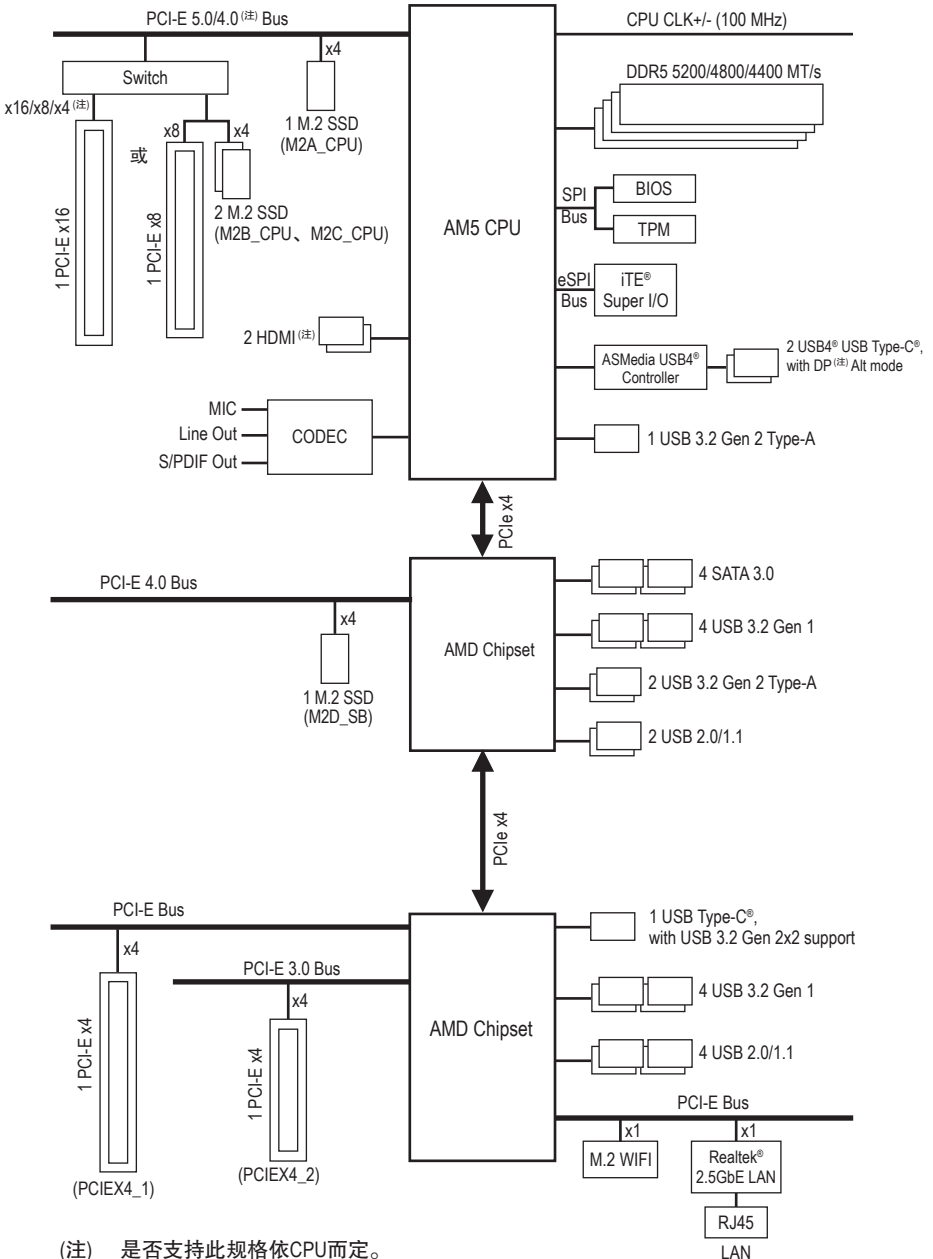 PCI-E 5.0/4.0 (注) Bus
CPU CLK+/- (100 MHz)
x4
Switch
DDR5 5200/4800/4400 MT/s
x16/x8/x4 (注)
1 M.2 SSD
(M2A_CPU)
x8
x4
或
1 PCI-E x16
1 PCI-E x8
2 M.2 SSD
(M2B_CPU、M2C_CPU)
AM5 CPU
SPI
Bus
BIOS
TPM
eSPI
Bus
iTE®
Super I/O
2 HDMI (注)
ASMedia USB4®
Controller
2 USB4® USB Type-C®,
with DP (注) Alt mode
MIC
Line Out
S/PDIF Out
CODEC
1 USB 3.2 Gen 2 Type-A
PCIe x4
PCI-E 4.0 Bus
x4
1 M.2 SSD
(M2D_SB)
AMD Chipset
4 SATA 3.0
4 USB 3.2 Gen 1
2 USB 3.2 Gen 2 Type-A
2 USB 2.0/1.1
PCIe x4
PCI-E Bus
x4
1 PCI-E x4
(PCIEX4_1)
PCI-E 3.0 Bus
x4
1 PCI-E x4
(PCIEX4_2)
AMD Chipset
1 USB Type-C®,
with USB 3.2 Gen 2x2 support
4 USB 3.2 Gen 1
4 USB 2.0/1.1
PCI-E Bus
x1
x1
M.2 WIFI
Realtek®
2.5GbE LAN
RJ45
LAN
(注) 是否支持此规格依CPU而定。